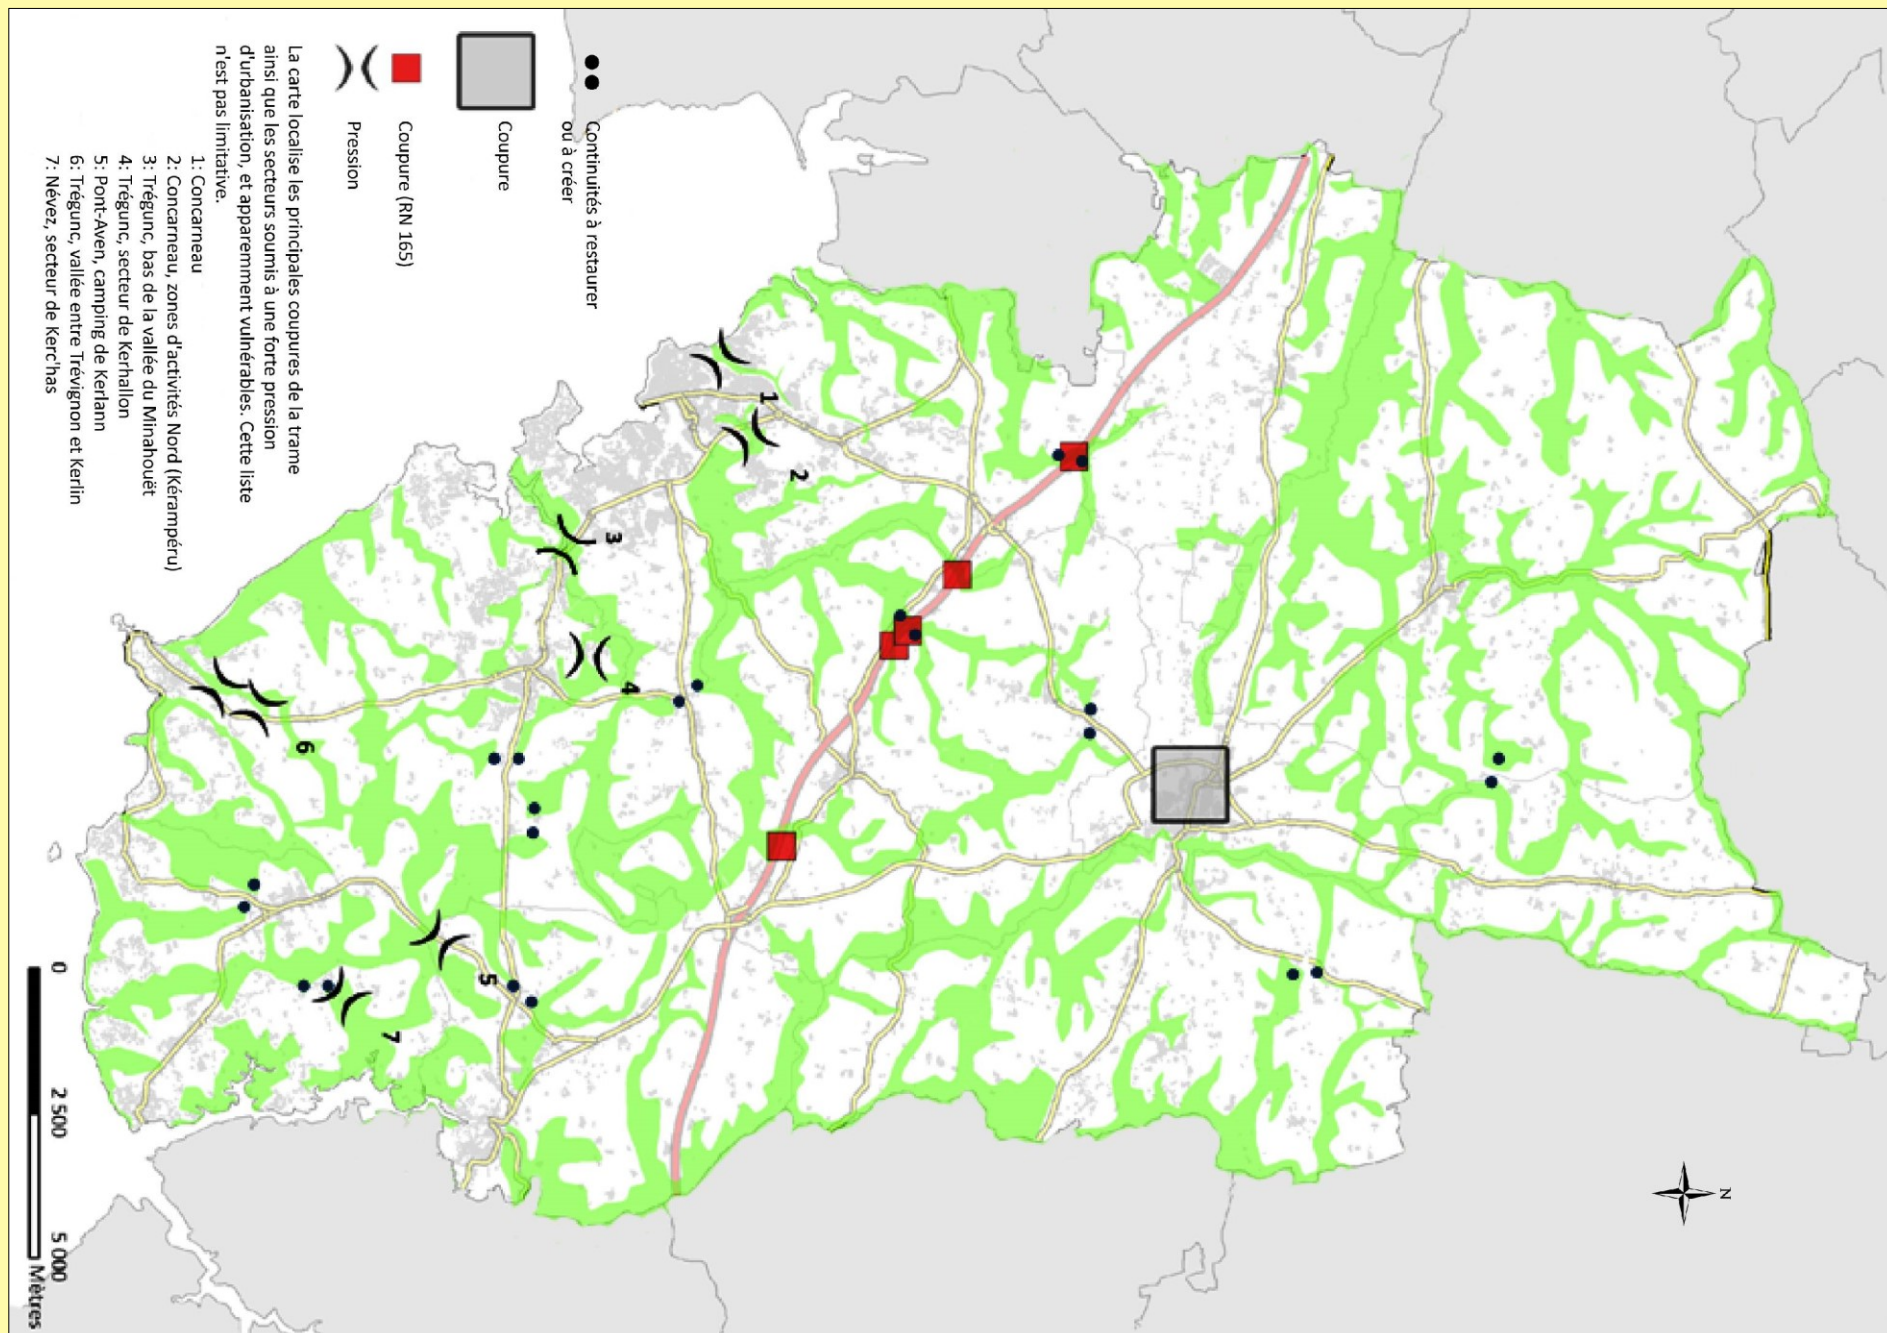 Continuités à restaurer
ou à créer
Coupure
Coupure (RN 165)
Pression
La carte localise les principales coupures de la trame
ainsi que les secteurs soumis à une forte pression
d'urbanisation, et apparemment vulnérables. Cette liste
n'est pas limitative.
1: Concarneau
2: Concarneau, zones d'activités Nord (Kérampéru)
3: Trégunc, bas de la vallée du Minahouët
4: Trégunc, secteur de Kerhallon
5: Pont-Aven, camping de Kerlann
6: Trégunc, vallée entre Trévignon et Kerlin
7: Névez, secteur de Kerc'has
1
2
3
4
5
6
7
N
0 2 500 5 000
Mètres